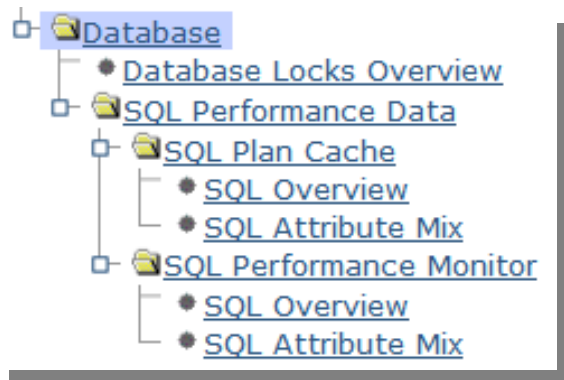 Database
Database Locks Overview
SQL Performance Data
SQL Plan Cache
SQL Overview
SQL Attribute Mix
SQL Performance Monitor
SQL Overview
SQL Attribute Mix